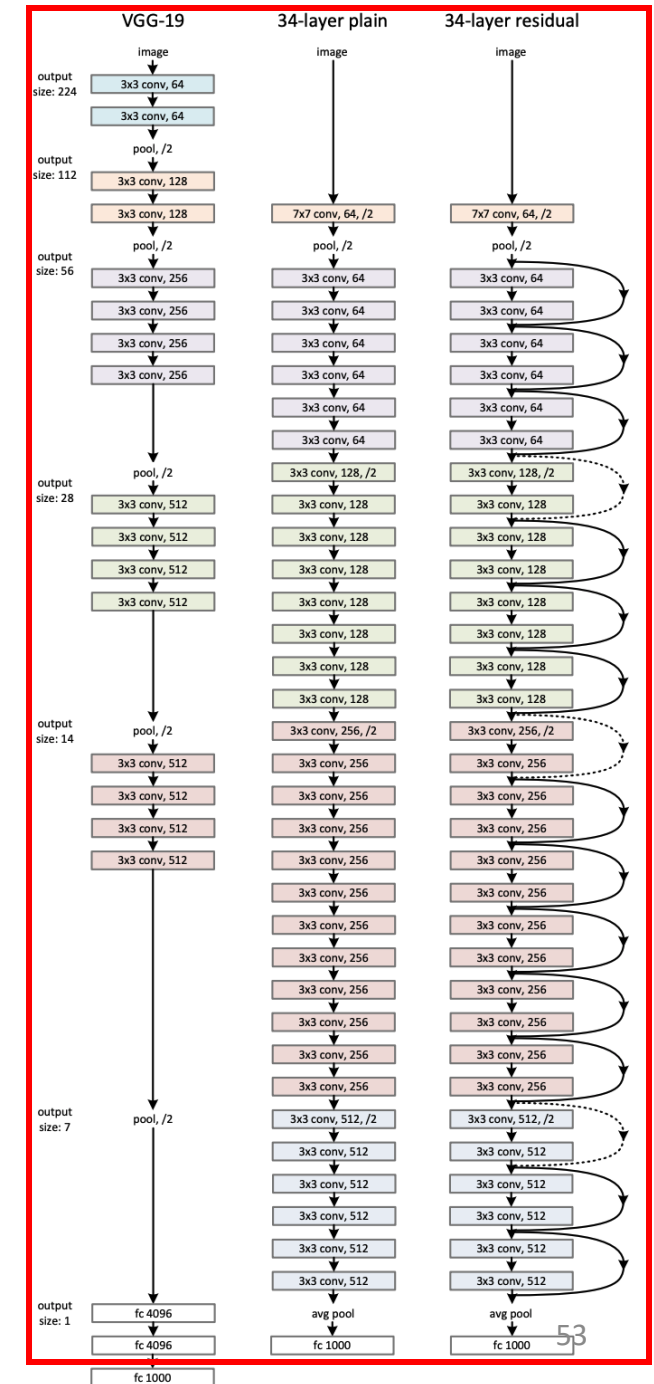 output
size: 224
output
size: 112
output
size: 56
output
size: 28
output
size: 14
output
size: 7
output
size: 1
VGG-19
image
3x3 conv, 64
3x3 conv, 64
pool, /2
3x3 conv, 128
3x3 conv, 128
pool, /2
3x3 conv, 256
3x3 conv, 256
3x3 conv, 256
3x3 conv, 256
pool, /2
3x3 conv, 512
3x3 conv, 512
3x3 conv, 512
3x3 conv, 512
pool, /2
3x3 conv, 512
3x3 conv, 512
3x3 conv, 512
3x3 conv, 512
pool, /2
fc 4096
fc 4096
fc 1000
34-layer plain
image
7x7 conv, 64, /2
pool, /2
3x3 conv, 64
3x3 conv, 64
3x3 conv, 64
3x3 conv, 64
3x3 conv, 64
3x3 conv, 64
3x3 conv, 128, /2
3x3 conv, 128
3x3 conv, 128
3x3 conv, 128
3x3 conv, 128
3x3 conv, 128
3x3 conv, 128
3x3 conv, 128
3x3 conv, 256, /2
3x3 conv, 256
3x3 conv, 256
3x3 conv, 256
3x3 conv, 256
3x3 conv, 256
3x3 conv, 256
3x3 conv, 256
3x3 conv, 256
3x3 conv, 256
3x3 conv, 256
3x3 conv, 256
3x3 conv, 512, /2
3x3 conv, 512
3x3 conv, 512
3x3 conv, 512
3x3 conv, 512
3x3 conv, 512
avg pool
fc 1000
34-layer residual
image
7x7 conv, 64, /2
pool, /2
3x3 conv, 64
3x3 conv, 64
3x3 conv, 64
3x3 conv, 64
3x3 conv, 64
3x3 conv, 64
3x3 conv, 128, /2
3x3 conv, 128
3x3 conv, 128
3x3 conv, 128
3x3 conv, 128
3x3 conv, 128
3x3 conv, 128
3x3 conv, 128
3x3 conv, 256, /2
3x3 conv, 256
3x3 conv, 256
3x3 conv, 256
3x3 conv, 256
3x3 conv, 256
3x3 conv, 256
3x3 conv, 256
3x3 conv, 256
3x3 conv, 256
3x3 conv, 256
3x3 conv, 256
3x3 conv, 512, /2
3x3 conv, 512
3x3 conv, 512
3x3 conv, 512
3x3 conv, 512
3x3 conv, 512
avg pool
fc 1000
53